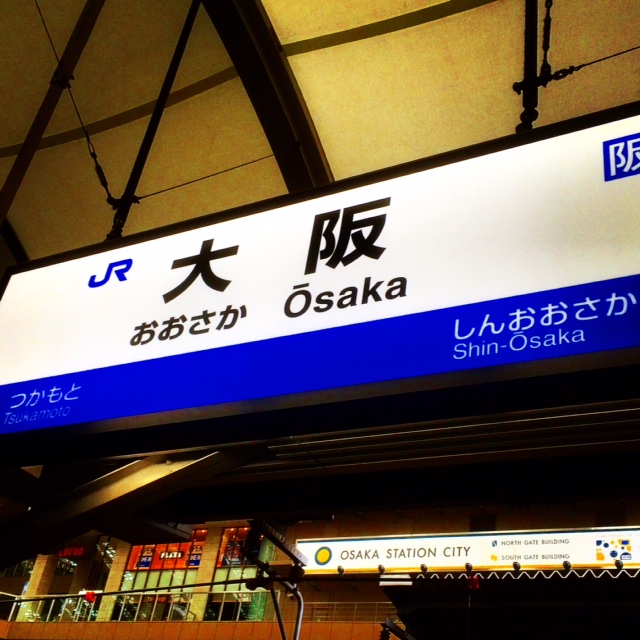 阪
JR 大阪
おおさか Ōsaka
しんおおさか
Shin-Ōsaka
つかもと
Tsukamoto
OSAKA STATION CITY
NORTH GATE BUILDING
SOUTH GATE BUILDING